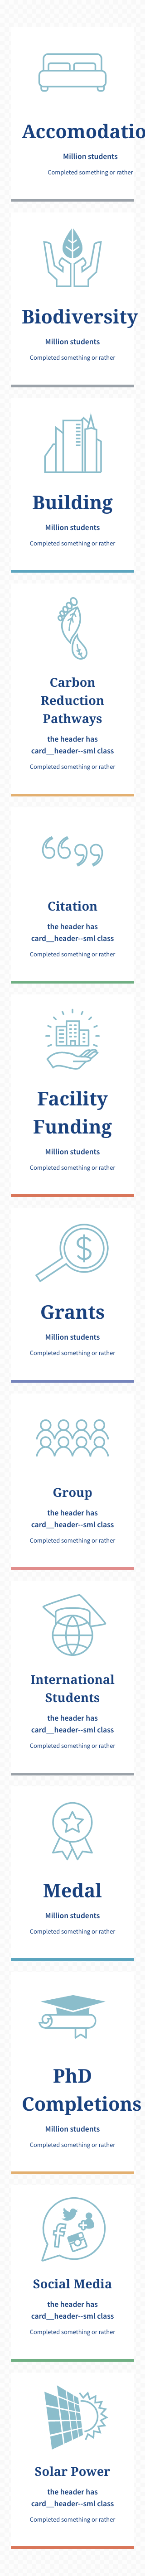 Accomodatio
Million students
Completed something or rather
Biodiversity
Million students
Completed something or rather
Building
Million students
Completed something or rather
Carbon
Reduction
Pathways
the header has
card__header--sml class
Completed something or rather
Citation
the header has
card__header--sml class
Completed something or rather
Facility
Funding
Million students
Completed something or rather
Grants
Million students
Completed something or rather
Group
the header has
card__header--sml class
Completed something or rather
International
Students
the header has
card__header--sml class
Completed something or rather
Medal
Million students
Completed something or rather
PhD
Completions
Million students
Completed something or rather
Social Media
the header has
card__header--sml class
Completed something or rather
Solar Power
the header has
card__header--sml class
Completed something or rather